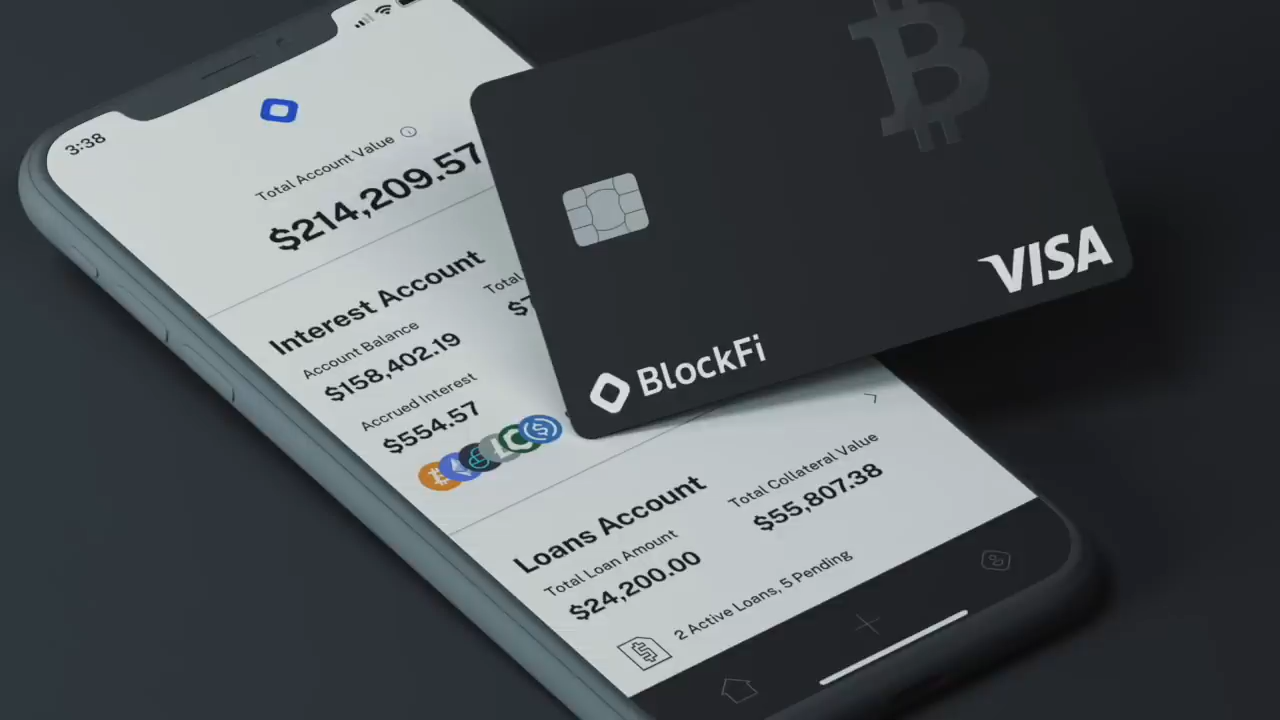 3:38
Total Account Value
$214,209.57
Interest Account
Account Balance
$158,402.19
Total
$7
Accrued Interest
$554.57
Loans Account
Total Loan Amount
$24,200.00
Total Collateral Value
$55,807.38
2 Active Loans, 5 Pending
VISA
BlockFi